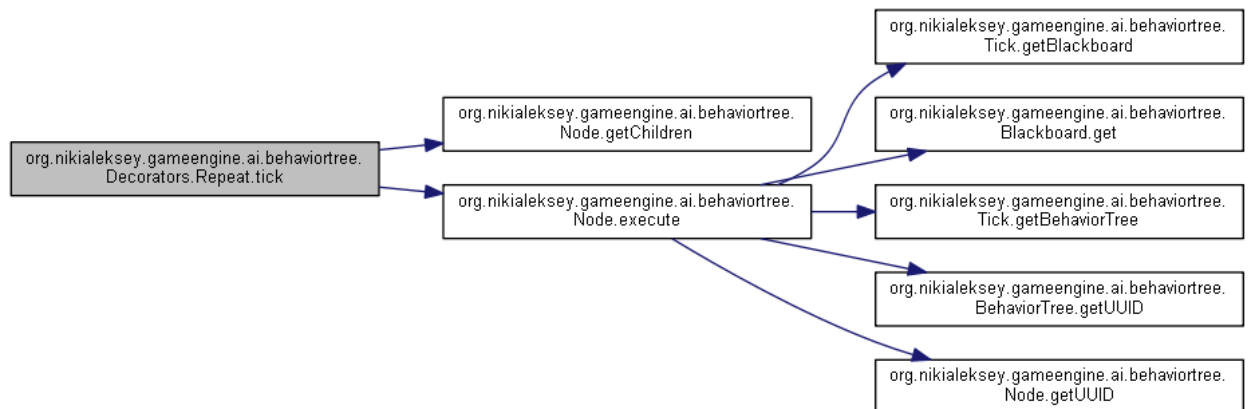 org.nikialeksey.gameengine.ai.behaviortree.
Decorators.Repeat.tick
org.nikialeksey.gameengine.ai.behaviortree.
Node.getChildren
org.nikialeksey.gameengine.ai.behaviortree.
Node.execute
org.nikialeksey.gameengine.ai.behaviortree.
Tick.getBlackboard
org.nikialeksey.gameengine.ai.behaviortree.
Blackboard.get
org.nikialeksey.gameengine.ai.behaviortree.
Tick.getBehaviorTree
org.nikialeksey.gameengine.ai.behaviortree.
BehaviorTree.getUUID
org.nikialeksey.gameengine.ai.behaviortree.
Node.getUUID